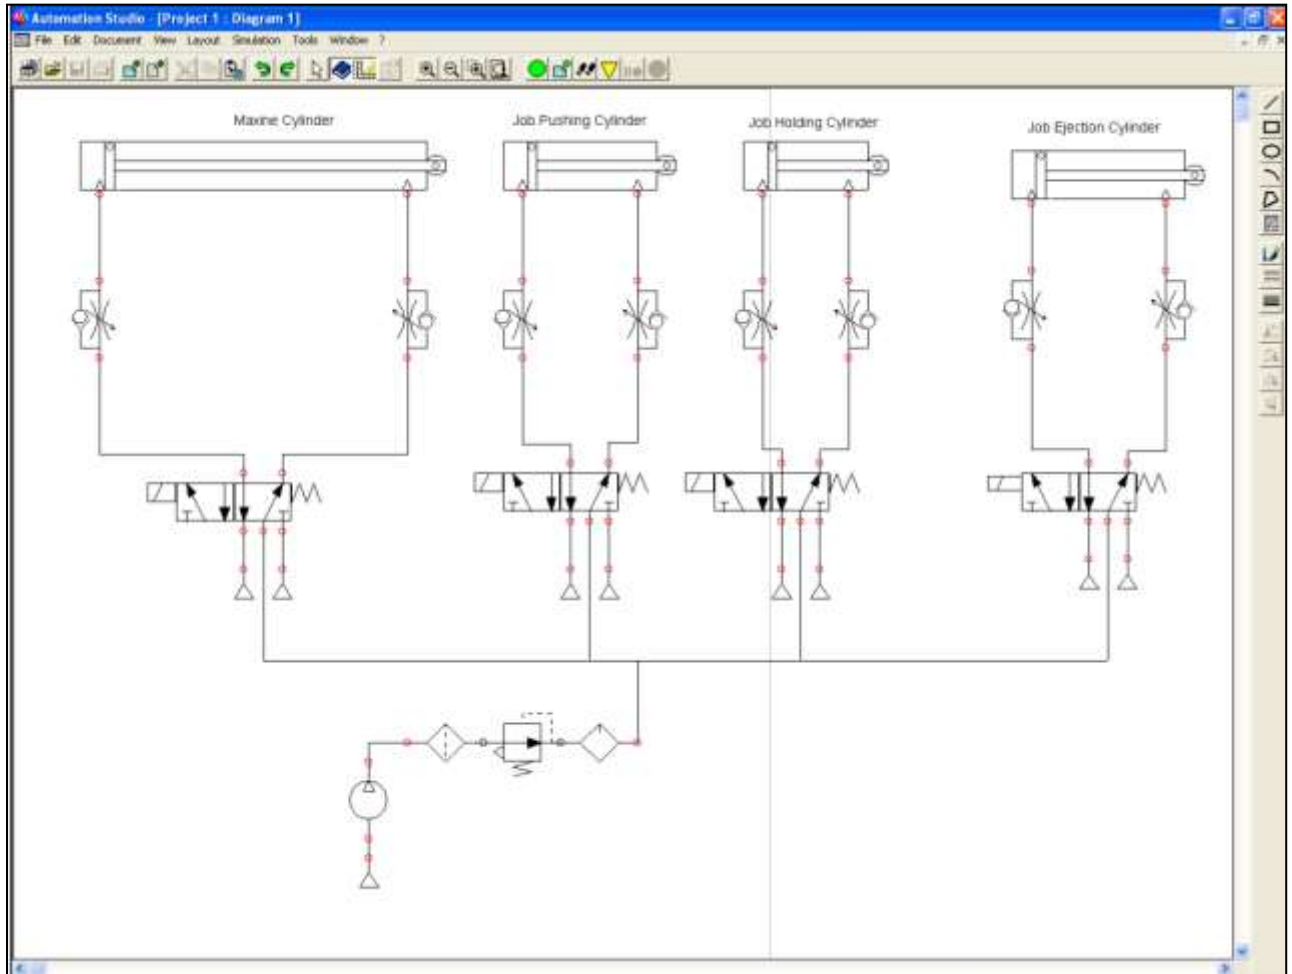 Automation Studio - [Project 1 : Diagram 1]
File Edit Document View Layout Simulation Tools Window ?
Maxine Cylinder
Job Pushing Cylinder
Job Holding Cylinder
Job Ejection Cylinder